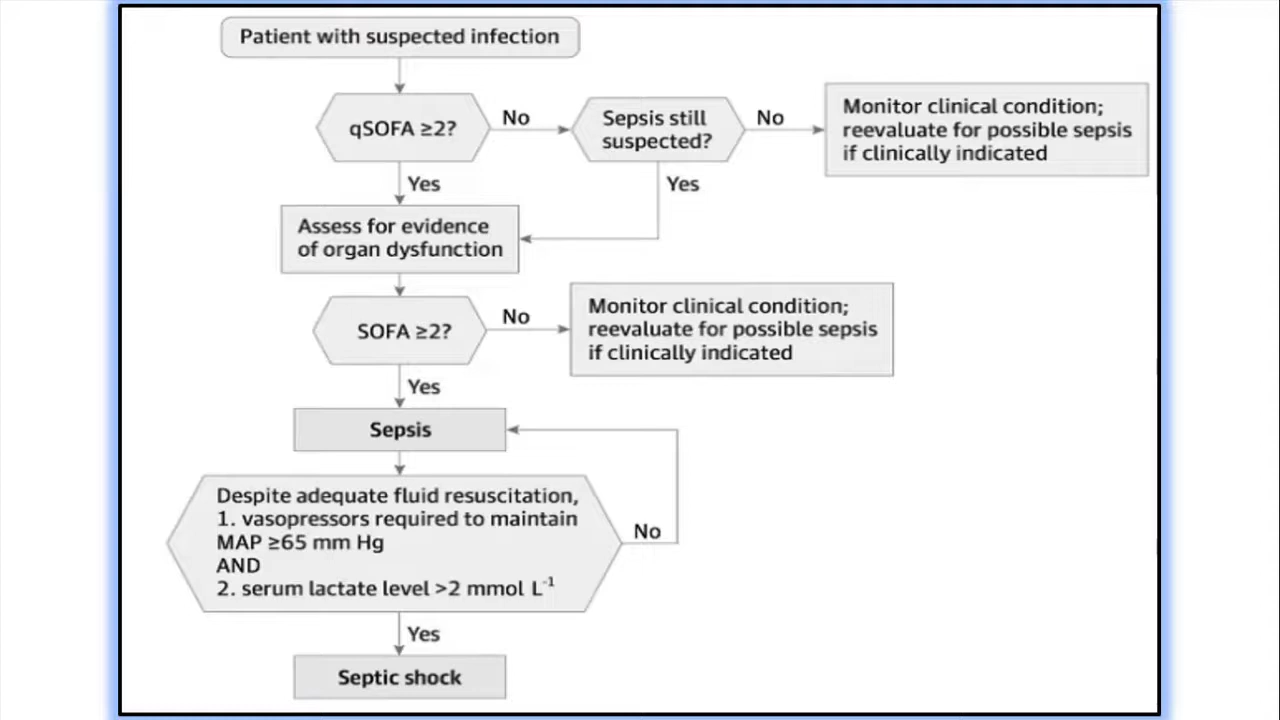 Patient with suspected infection
qSOFA ≥2?
No
Sepsis still
suspected?
No
Monitor clinical condition;
reevaluate for possible sepsis
if clinically indicated
Yes
Yes
Assess for evidence
of organ dysfunction
SOFA ≥2?
No
Monitor clinical condition;
reevaluate for possible sepsis
if clinically indicated
Yes
Sepsis
Despite adequate fluid resuscitation,
1. vasopressors required to maintain
MAP ≥65 mm Hg
AND
2. serum lactate level >2 mmol L⁻¹
No
Yes
Septic shock